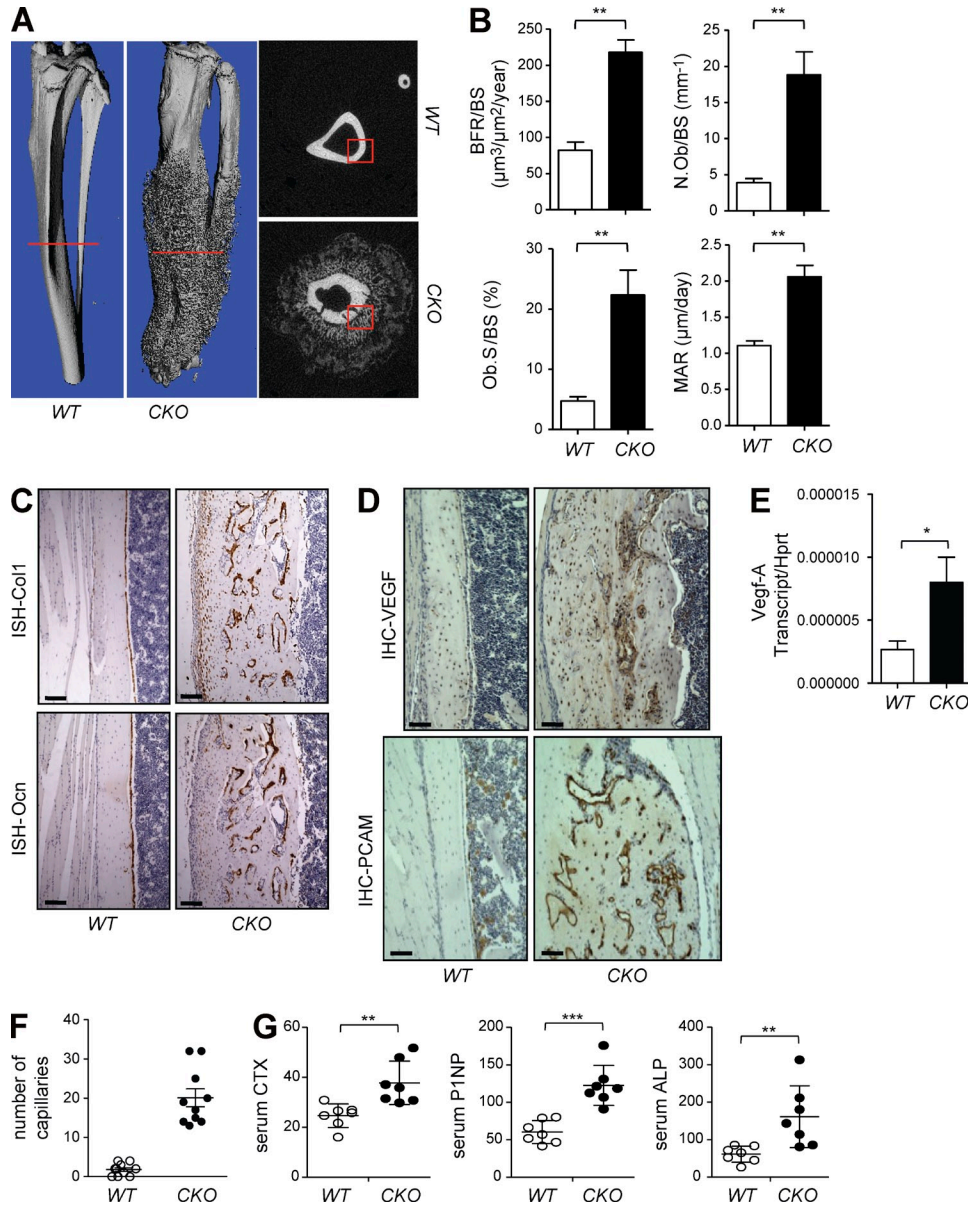 A
WT
CKO
WT
CKO
B
BFR/BS
(µm3/µm2/year)
250
200
150
100
50
0
**
N.Ob/BS (mm-1)
25
20
15
10
5
0
**
Ob.S/BS (%)
30
20
10
0
**
WT CKO
MAR (µm/day)
2.5
2.0
1.5
1.0
0.5
0.0
**
WT CKO
C
ISH-Col1
ISH-Ocn
WT
CKO
D
IHC-VEGF
IHC-PCAM
WT
CKO
E
Vegf-A
Transcript/Hprt
0.000015
0.000010
0.000005
0.000000
*
WT CKO
F
number of
capillaries
40
30
20
10
0
WT CKO
G
serum CTX
60
40
20
0
**
WT CKO
serum P1NP
150
100
50
0
***
WT CKO
serum ALP
400
300
200
100
0
**
WT CKO